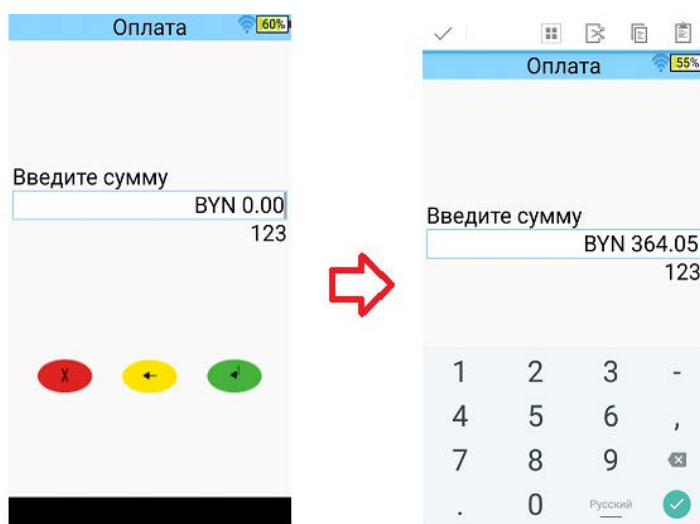 Оплата
60%
Введите сумму
BYN 0.00
123
X
Оплата
55%
Введите сумму
BYN 364.05
123
1 2 3 -
4 5 6 ,
7 8 9
. 0 Русский